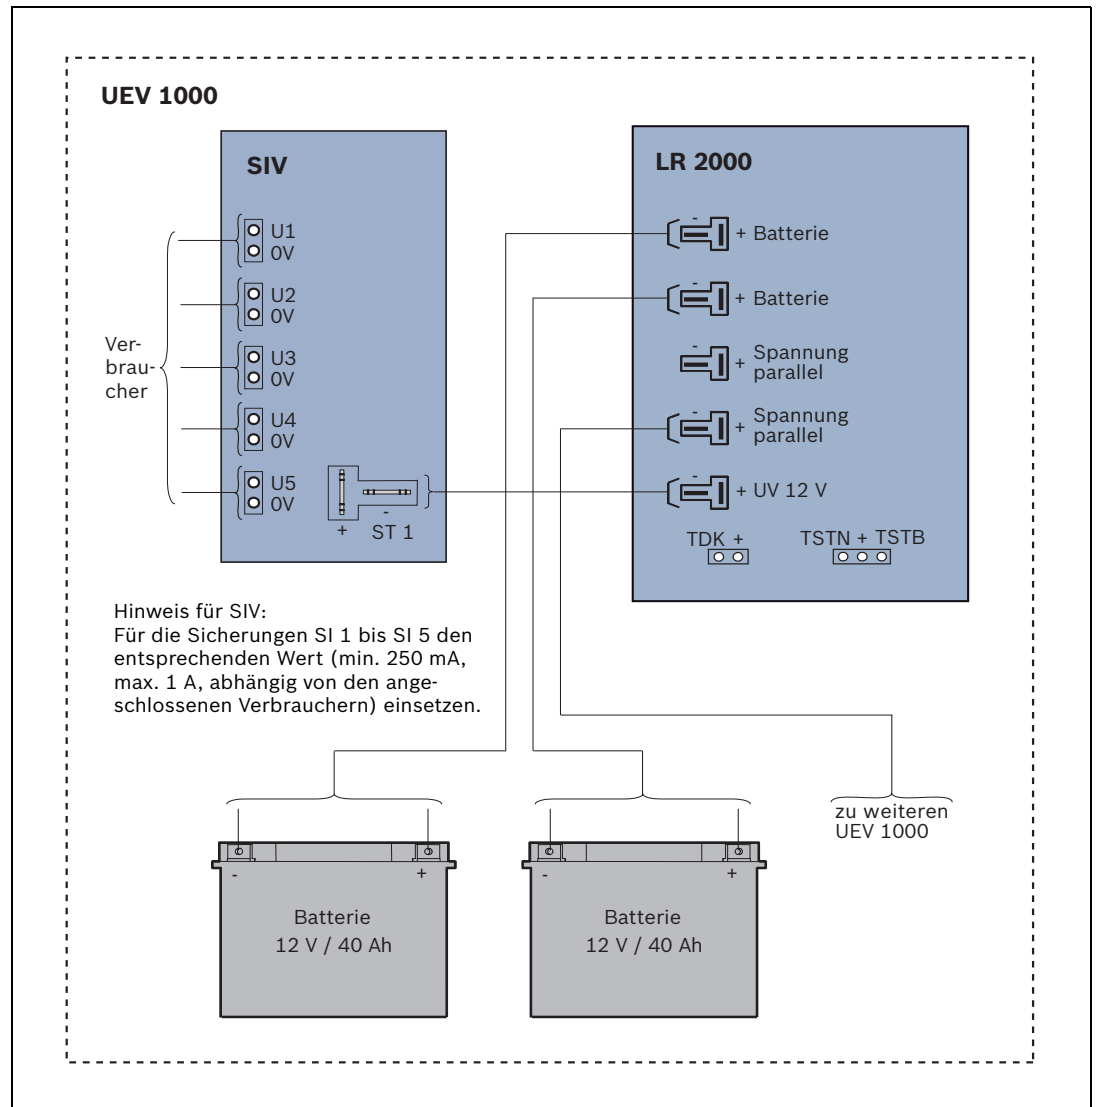 UEV 1000
SIV
U1
0V
U2
0V
U3
0V
U4
0V
U5
0V
-
+ ST 1
Ver-
brau-
cher
LR 2000
-
+ Batterie
-
+ Batterie
-
+ Spannung
parallel
-
+ Spannung
parallel
-
+ UV 12 V
TDK +
TSTN + TSTB
Hinweis für SIV:
Für die Sicherungen SI 1 bis SI 5 den
entsprechenden Wert (min. 250 mA,
max. 1 A, abhängig von den ange-
schlossenen Verbrauchern) einsetzen.
zu weiteren
UEV 1000
- +
Batterie
12 V / 40 Ah
- +
Batterie
12 V / 40 Ah